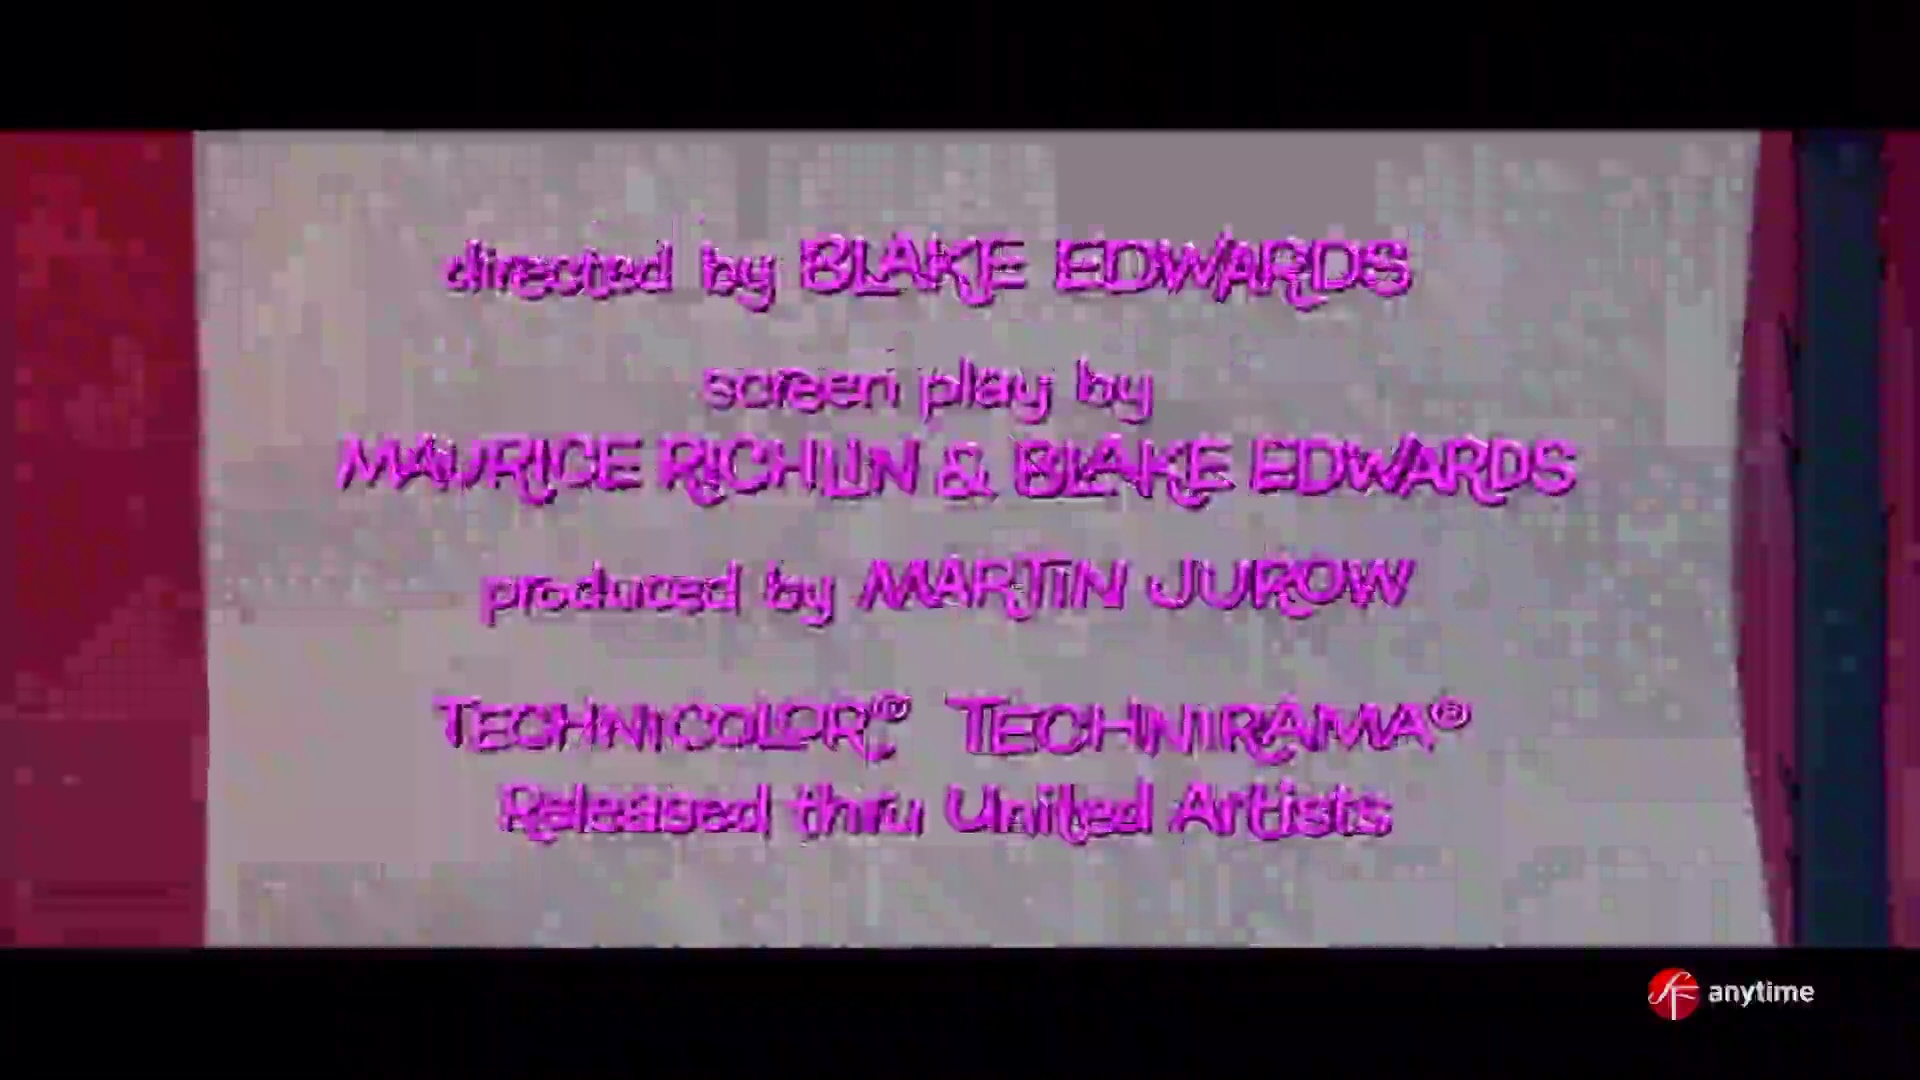 directed by BLAKE EDWARDS
screen play by
MAURICE RICHLIN & BLAKE EDWARDS
produced by MARTIN JUROW
TECHNICOLOR® TECHNIRAMA®
Released thru United Artists
SF anytime